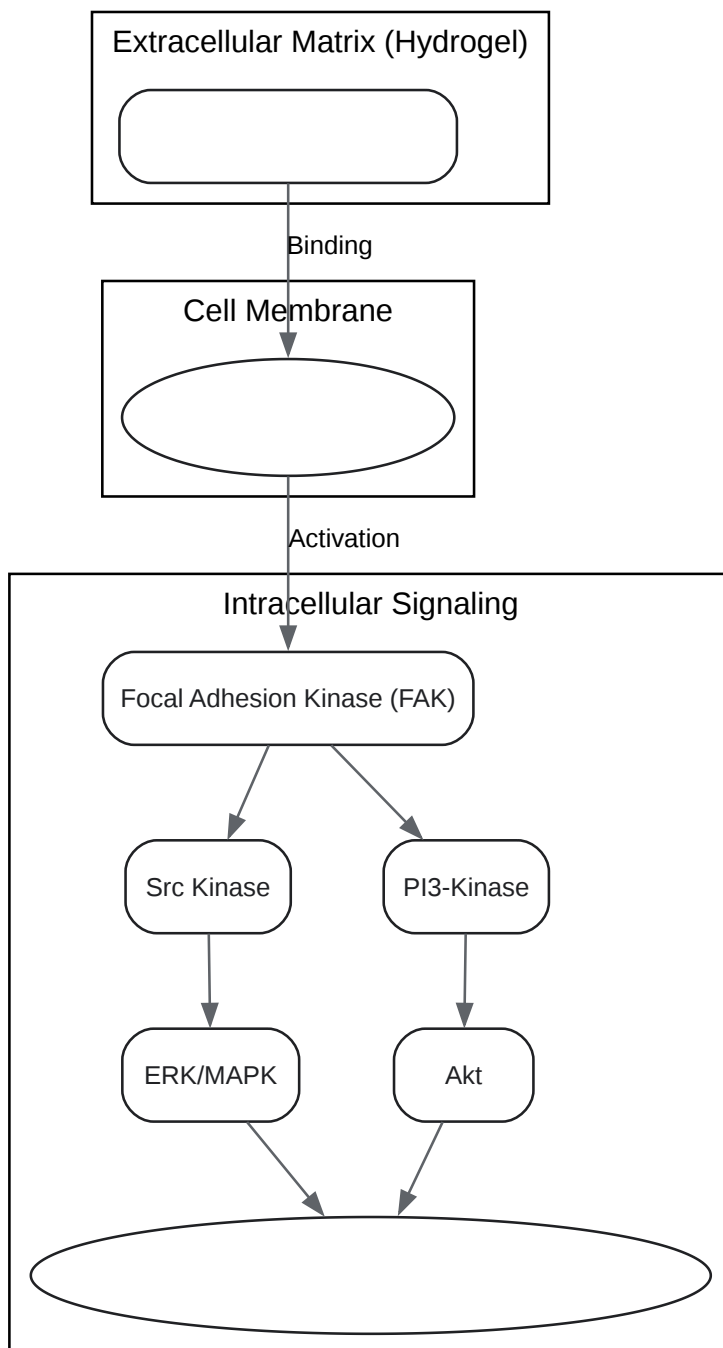 Extracellular Matrix (Hydrogel)
Binding
Cell Membrane
Activation
Intracellular Signaling
Focal Adhesion Kinase (FAK)
Src Kinase
PI3-Kinase
ERK/MAPK
Akt